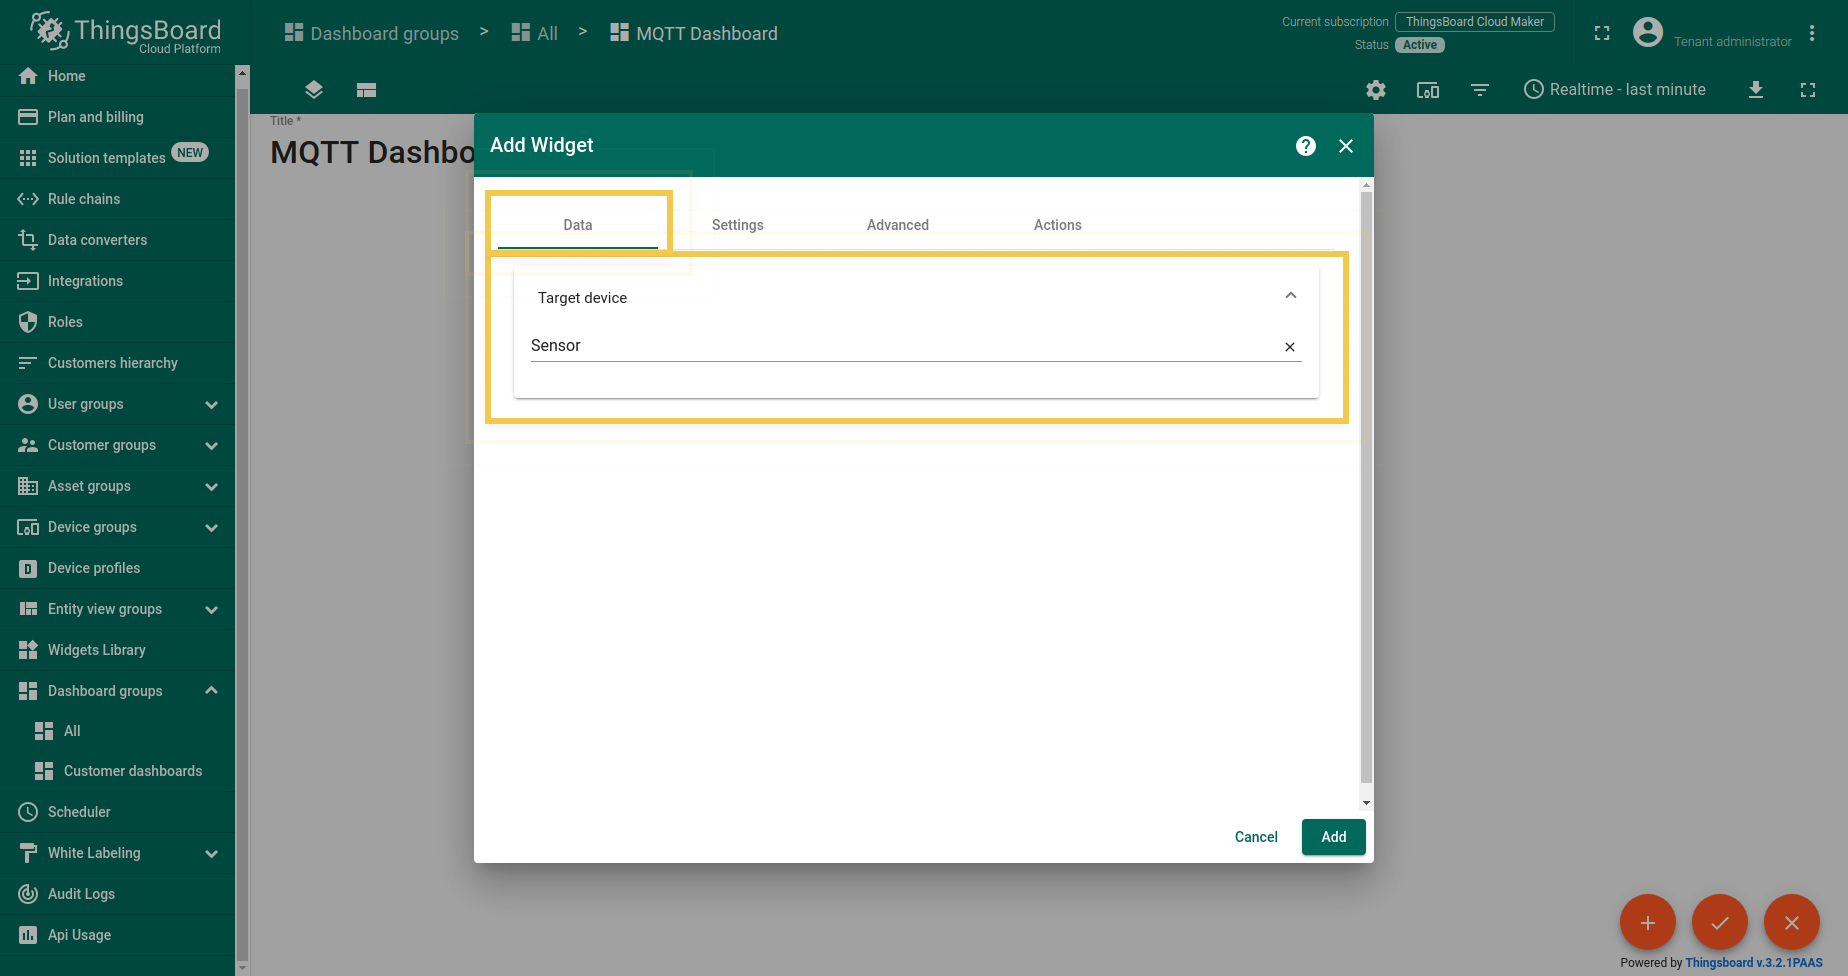 ThingsBoard
Cloud Platform
Dashboard groups > All > MQTT Dashboard
Current subscription ThingsBoard Cloud Maker
Status Active
Tenant administrator
Realtime - last minute
Home
Plan and billing
Solution templates NEW
Rule chains
Data converters
Integrations
Roles
Customers hierarchy
User groups
Customer groups
Asset groups
Device groups
Device profiles
Entity view groups
Widgets Library
Dashboard groups
All
Customer dashboards
Scheduler
White Labeling
Audit Logs
Api Usage
Title *
MQTT Dashbo
Add Widget
Data Settings Advanced Actions
Target device
Sensor
Cancel Add
Powered by Thingsboard v.3.2.1PAAS